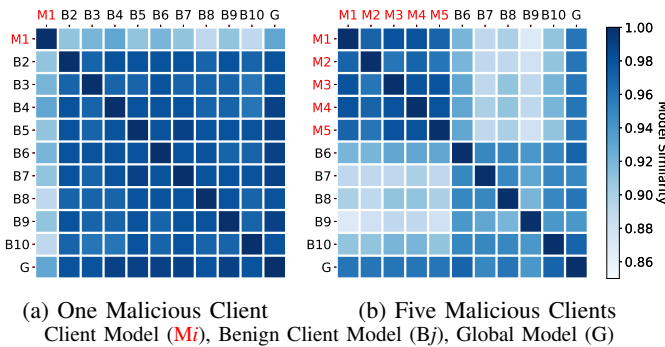 M1 B2 B3 B4 B5 B6 B7 B8 B9 B10 G
M1
B2
B3
B4
B5
B6
B7
B8
B9
B10
G
M1 M2 M3 M4 M5 B6 B7 B8 B9 B10 G
M1
M2
M3
M4
M5
B6
B7
B8
B9
B10
G
1.00
0.98
0.96
0.94
0.92
0.90
0.88
0.86
Model Similarity
(a) One Malicious Client
(b) Five Malicious Clients
Client Model (Mi), Benign Client Model (Bj), Global Model (G)